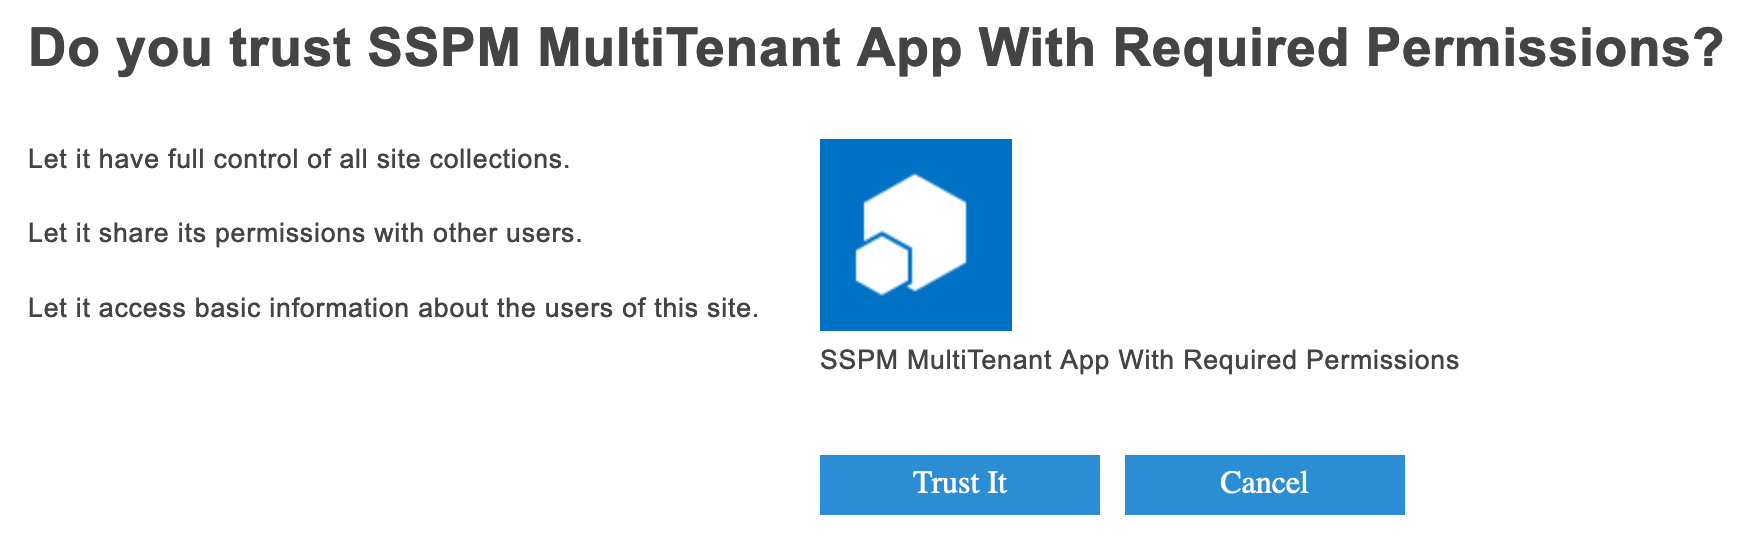 Do you trust SSPM MultiTenant App With Required Permissions?
Let it have full control of all site collections.
Let it share its permissions with other users.
Let it access basic information about the users of this site.
SSPM MultiTenant App With Required Permissions
Trust It
Cancel